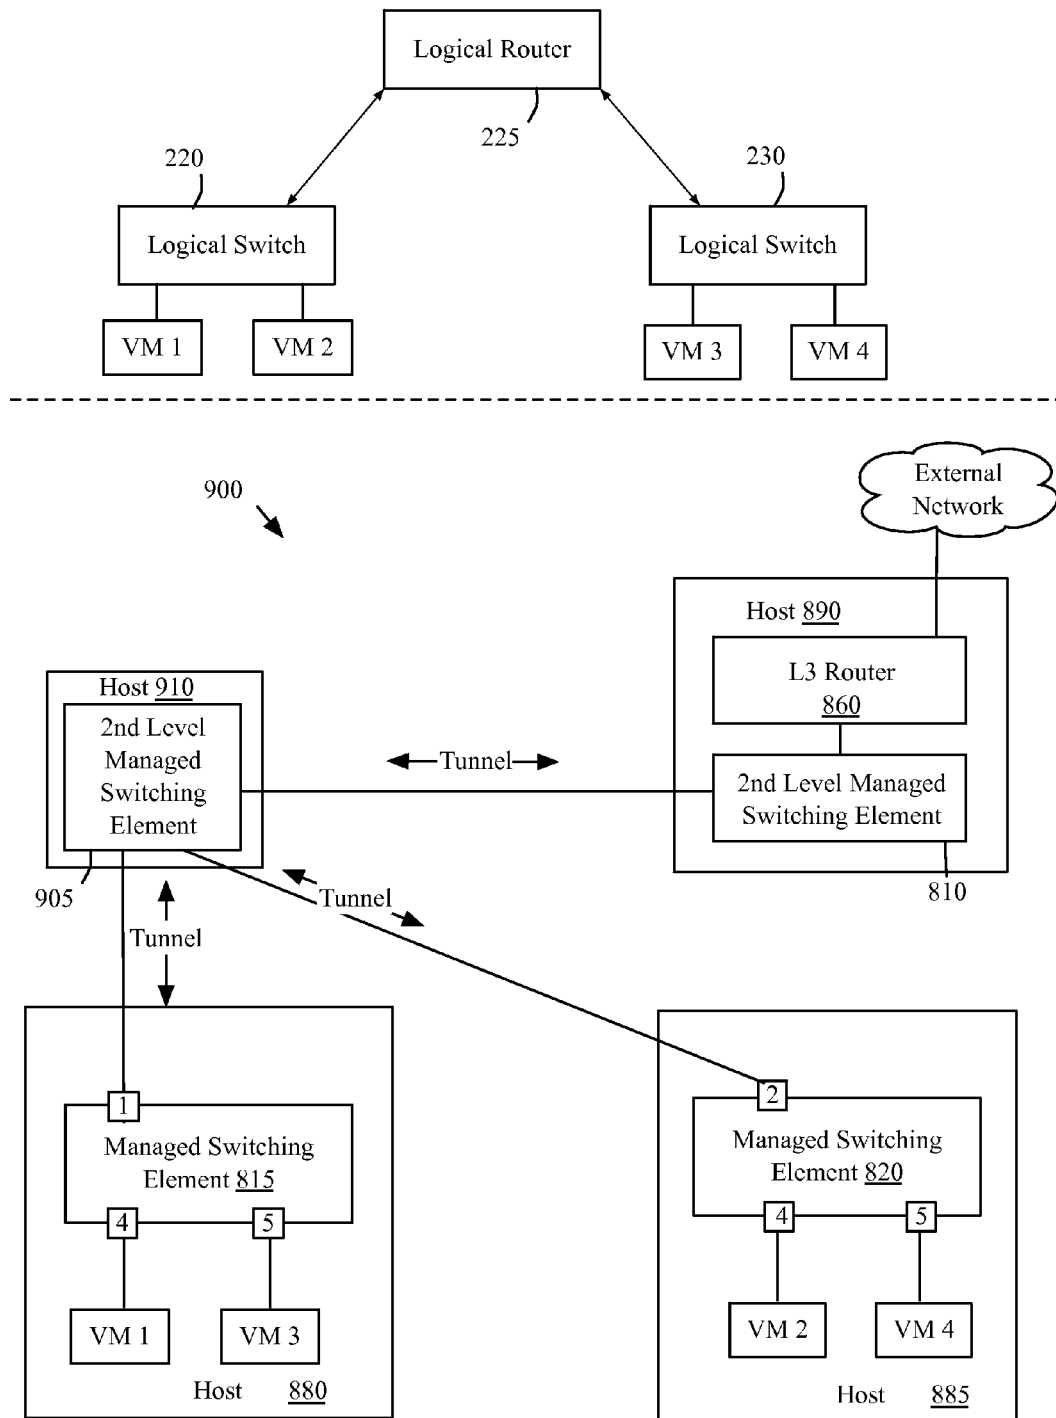 Logical Router
225
220
230
Logical Switch
Logical Switch
VM 1
VM 2
VM 3
VM 4
900
External
Network
Host 890
L3 Router
860
Host 910
2nd Level
Managed
Switching
Element
Tunnel
2nd Level Managed
Switching Element
905
810
Tunnel
Tunnel
1
Managed Switching
Element 815
4
5
VM 1
VM 3
Host 880
2
Managed Switching
Element 820
4
5
VM 2
VM 4
Host 885